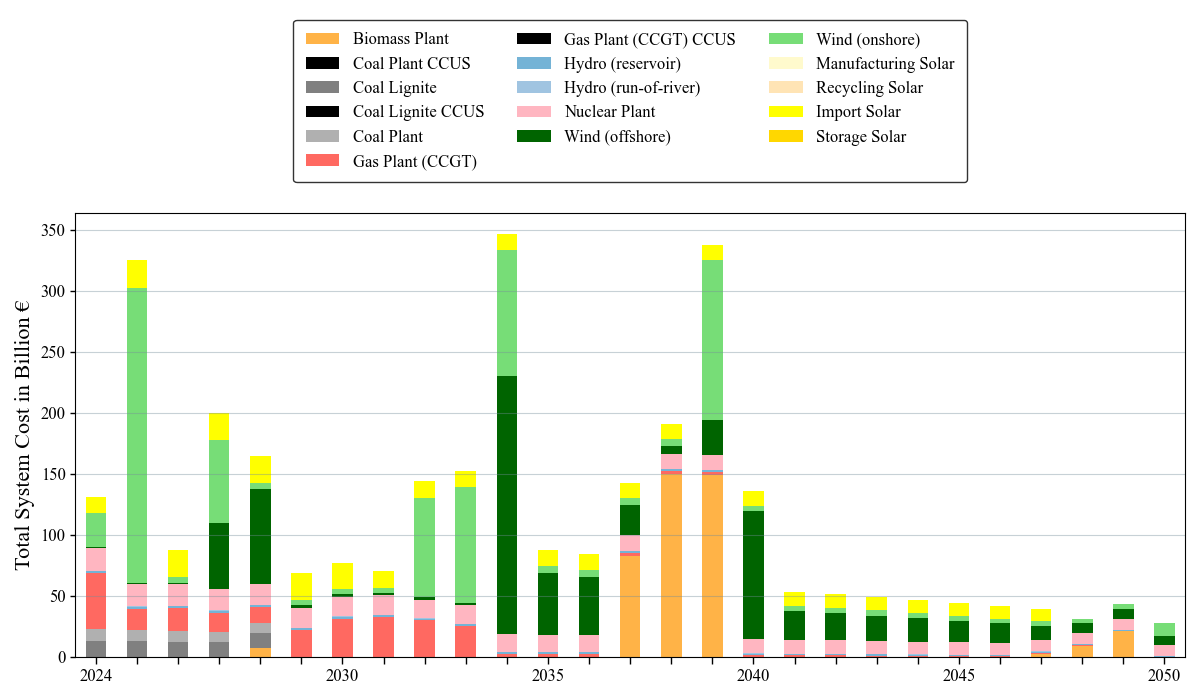 Biomass Plant
Coal Plant CCUS
Coal Lignite
Coal Lignite CCUS
Coal Plant
Gas Plant (CCGT)
Gas Plant (CCGT) CCUS
Hydro (reservoir)
Hydro (run-of-river)
Nuclear Plant
Wind (offshore)
Wind (onshore)
Manufacturing Solar
Recycling Solar
Import Solar
Storage Solar
Total System Cost in Billion €
350
300
250
200
150
100
50
0
2024
2030
2035
2040
2045
2050